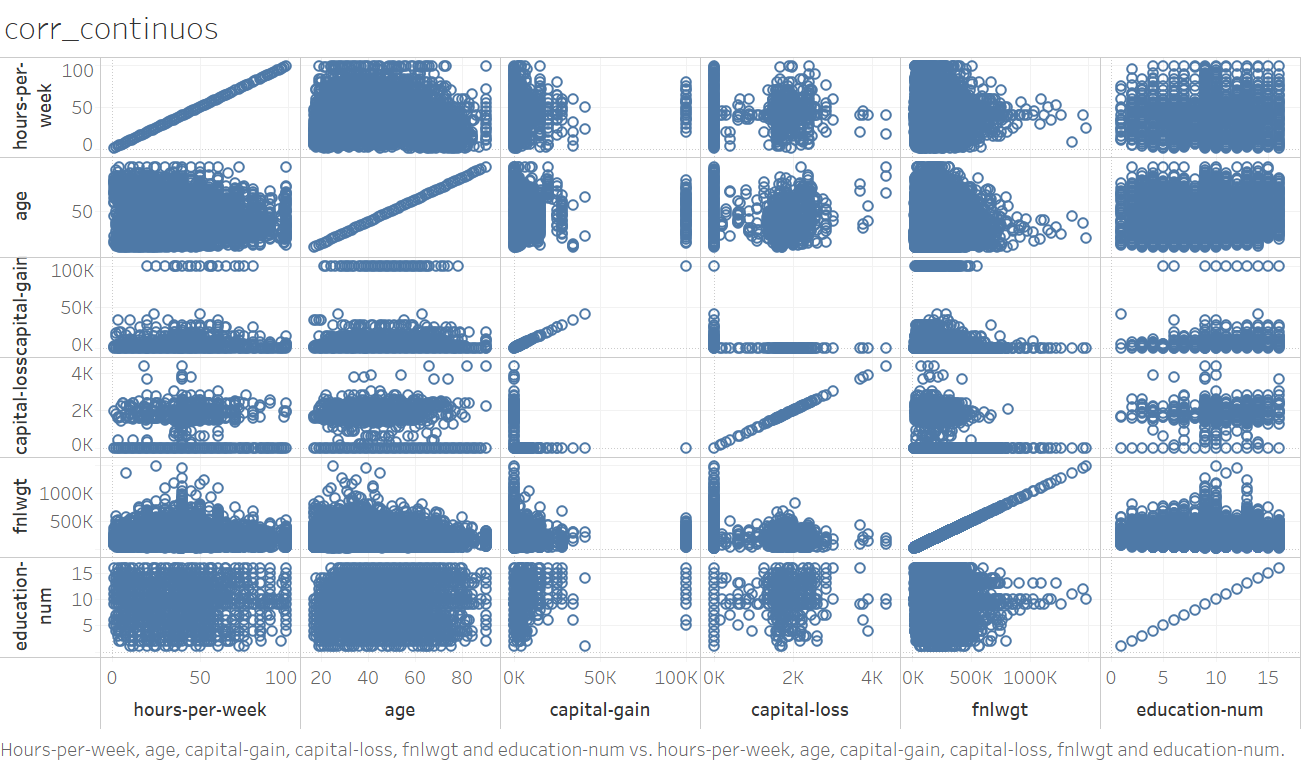 corr_continuos
hours-per-
week
100
50
0
age
50
capital-gain
100K
50K
0K
capital-loss
4K
2K
0K
fnlwgt
1000K
500K
education-
num
15
10
5
0 50 100 20 40 60 80 0K 50K 100K 0K 2K 4K 0K 500K 1000K 0 5 10 15
hours-per-week age capital-gain capital-loss fnlwgt education-num
Hours-per-week, age, capital-gain, capital-loss, fnlwgt and education-num vs. hours-per-week, age, capital-gain, capital-loss, fnlwgt and education-num.